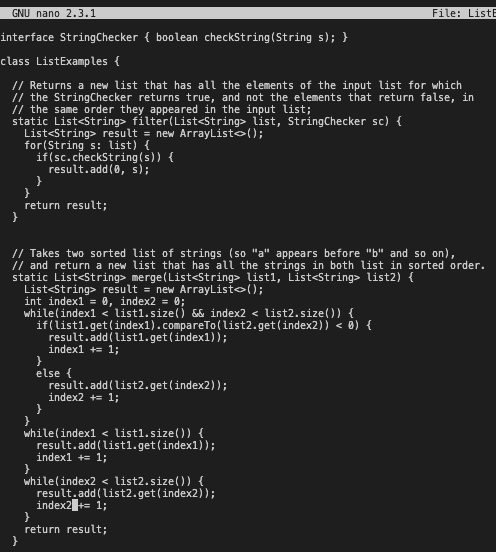 GNU nano 2.3.1 File: ListE
interface StringChecker { boolean checkString(String s); }
class ListExamples {
  // Returns a new list that has all the elements of the input list for which
  // the StringChecker returns true, and not the elements that return false, in
  // the same order they appeared in the input list;
  static List<String> filter(List<String> list, StringChecker sc) {
    List<String> result = new ArrayList<>();
    for(String s: list) {
      if(sc.checkString(s)) {
        result.add(0, s);
      }
    }
    return result;
  }
  // Takes two sorted list of strings (so "a" appears before "b" and so on),
  // and return a new list that has all the strings in both list in sorted order.
  static List<String> merge(List<String> list1, List<String> list2) {
    List<String> result = new ArrayList<>();
    int index1 = 0, index2 = 0;
    while(index1 < list1.size() && index2 < list2.size()) {
      if(list1.get(index1).compareTo(list2.get(index2)) < 0) {
        result.add(list1.get(index1));
        index1 += 1;
      }
      else {
        result.add(list2.get(index2));
        index2 += 1;
      }
    }
    while(index1 < list1.size()) {
      result.add(list1.get(index1));
      index1 += 1;
    }
    while(index2 < list2.size()) {
      result.add(list2.get(index2));
      index2 += 1;
    }
    return result;
  }